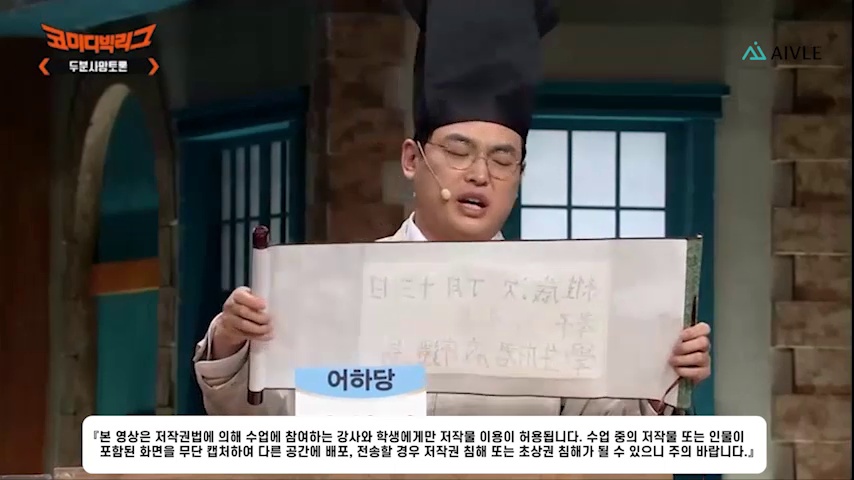 코미디빅리그
두분사망토론
AIVLE
어하당
『본 영상은 저작권법에 의해 수업에 참여하는 강사와 학생에게만 저작물 이용이 허용됩니다. 수업 중의 저작물 또는 인물이
포함된 화면을 무단 캡처하여 다른 공간에 배포, 전송할 경우 저작권 침해 또는 초상권 침해가 될 수 있으니 주의 바랍니다.』